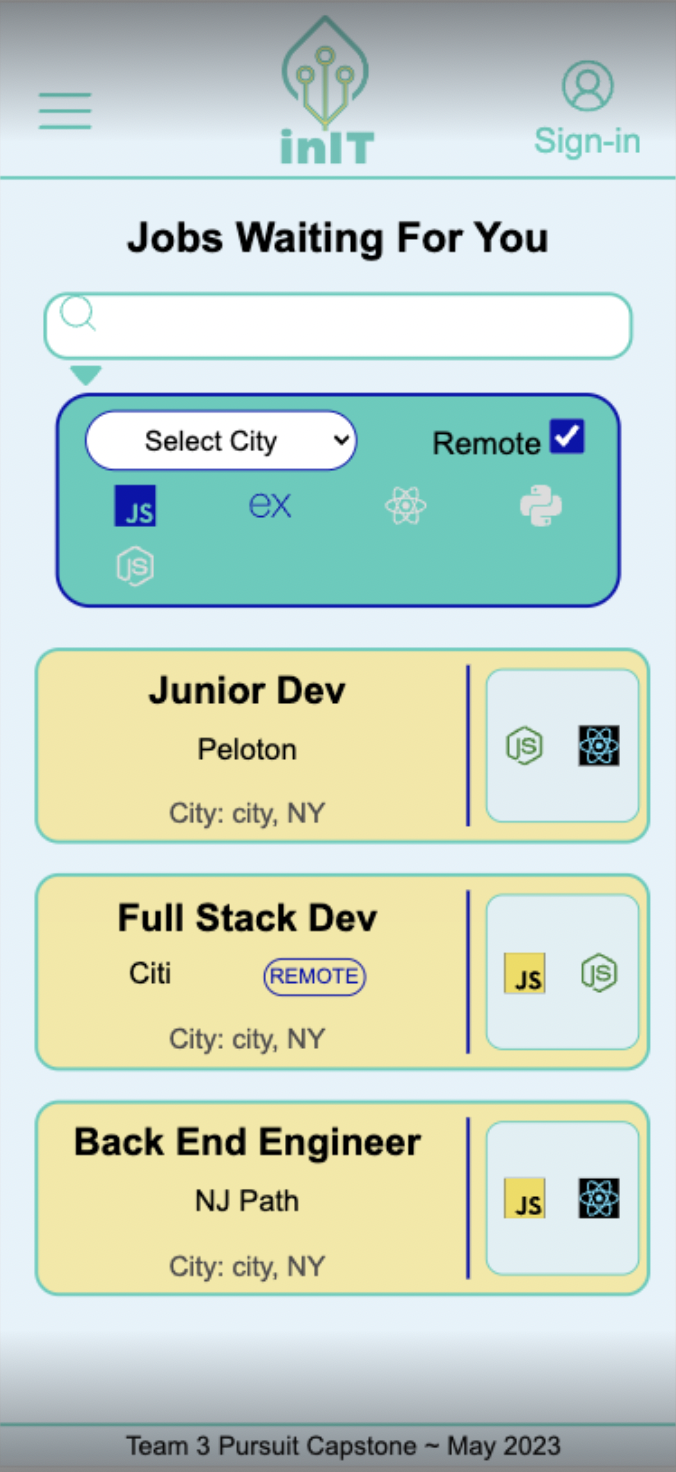 inIT
Sign-in
Jobs Waiting For You
Select City
Remote
JS
ex
JS
Junior Dev
Peloton
City: city, NY
JS
Full Stack Dev
Citi
REMOTE
City: city, NY
JS
JS
Back End Engineer
NJ Path
City: city, NY
JS
Team 3 Pursuit Capstone ~ May 2023